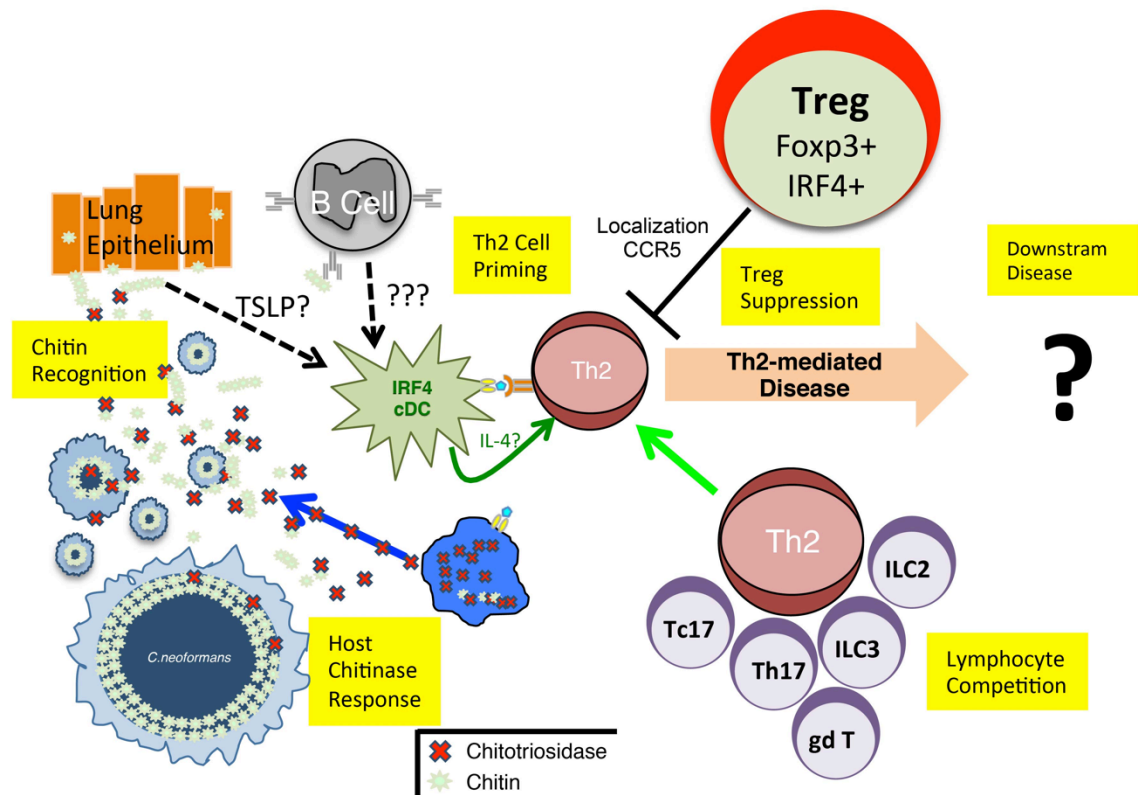 Treg
Foxp3+
IRF4+
Lung
Epithelium
B Cell
Th2 Cell
Priming
Localization
CCR5
Treg
Suppression
Downstram
Disease
TSLP?
???
Chitin
Recognition
IRF4
cDC
Th2
Th2-mediated
Disease
?
IL-4?
Th2
ILC2
Tc17
Th17
ILC3
gd T
Lymphocyte
Competition
C.neoformans
Host
Chitinase
Response
Chitotriosidase
Chitin